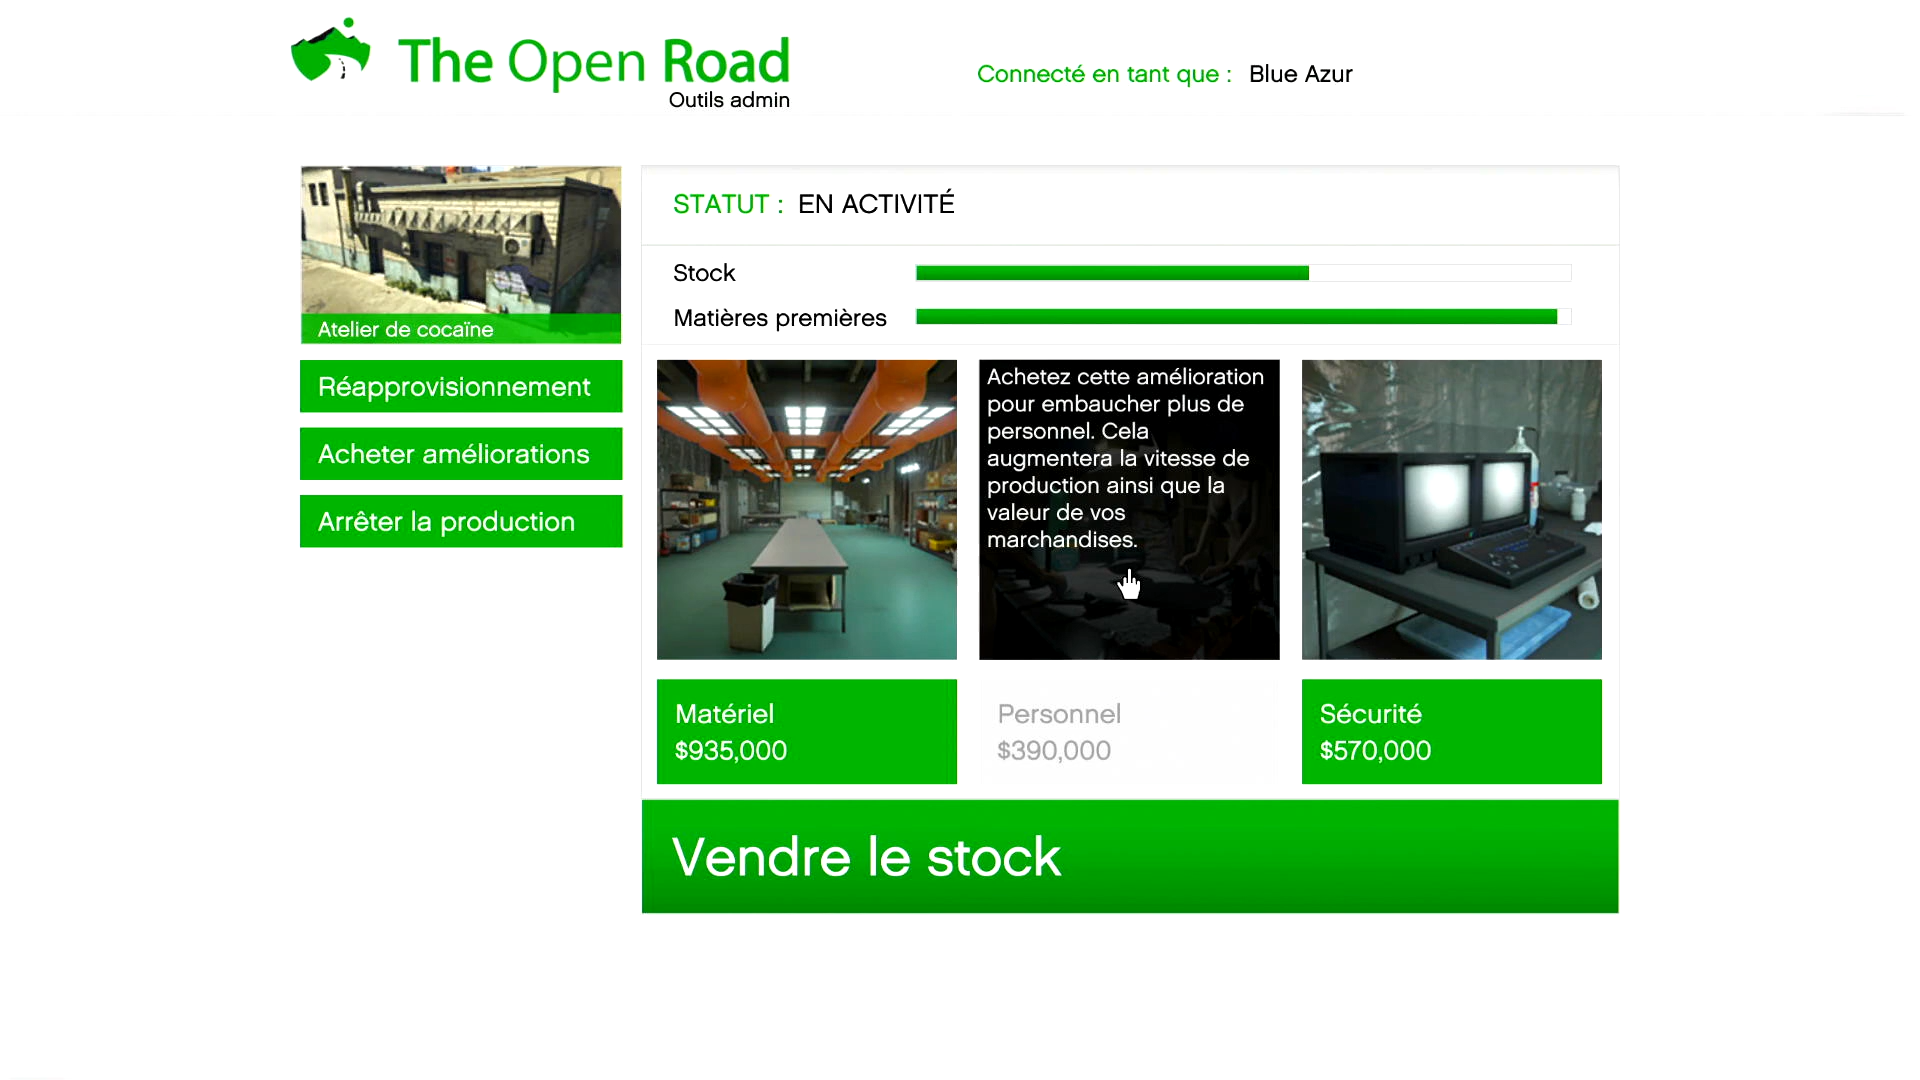 The Open Road
Outils admin
Connecté en tant que : Blue Azur
Atelier de cocaïne
Réapprovisionnement
Acheter améliorations
Arrêter la production
STATUT : EN ACTIVITÉ
Stock
Matières premières
Achetez cette amélioration
pour embaucher plus de
personnel. Cela
augmentera la vitesse de
production ainsi que la
valeur de vos
marchandises.
Matériel
$935,000
Personnel
$390,000
Sécurité
$570,000
Vendre le stock